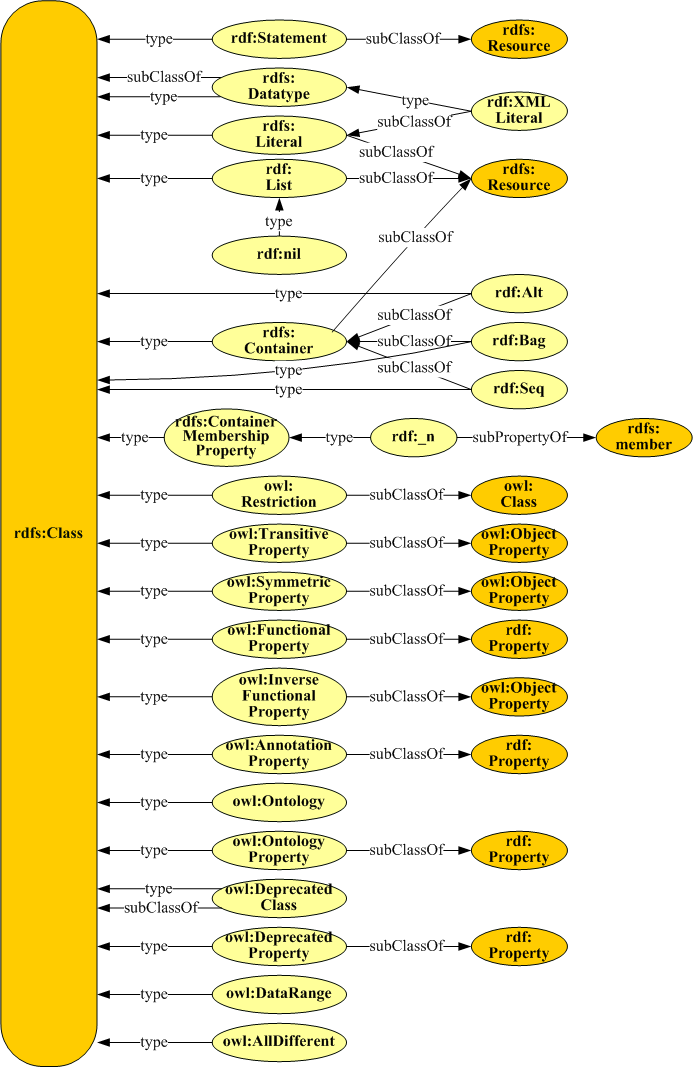 type
rdf:Statement
subClassOf
rdfs:
Resource
subClassOf
type
rdfs:
Datatype
type
rdf:XML
Literal
subClassOf
type
rdfs:
Literal
subClassOf
type
rdf:
List
subClassOf
rdfs:
Resource
type
rdf:nil
subClassOf
type
rdf:Alt
subClassOf
type
rdfs:
Container
subClassOf
rdf:Bag
type
subClassOf
type
rdf:Seq
type
rdfs:Container
Membership
Property
type
rdf:_n
subPropertyOf
rdfs:
member
type
owl:
Restriction
subClassOf
owl:
Class
rdfs:Class
type
owl:Transitive
Property
subClassOf
owl:Object
Property
type
owl:Symmetric
Property
subClassOf
owl:Object
Property
type
owl:Functional
Property
subClassOf
rdf:
Property
type
owl:Inverse
Functional
Property
subClassOf
owl:Object
Property
type
owl:Annotation
Property
subClassOf
rdf:
Property
type
owl:Ontology
type
owl:Ontology
Property
subClassOf
rdf:
Property
type
subClassOf
owl:Deprecated
Class
type
owl:Deprecated
Property
subClassOf
rdf:
Property
type
owl:DataRange
type
owl:AllDifferent